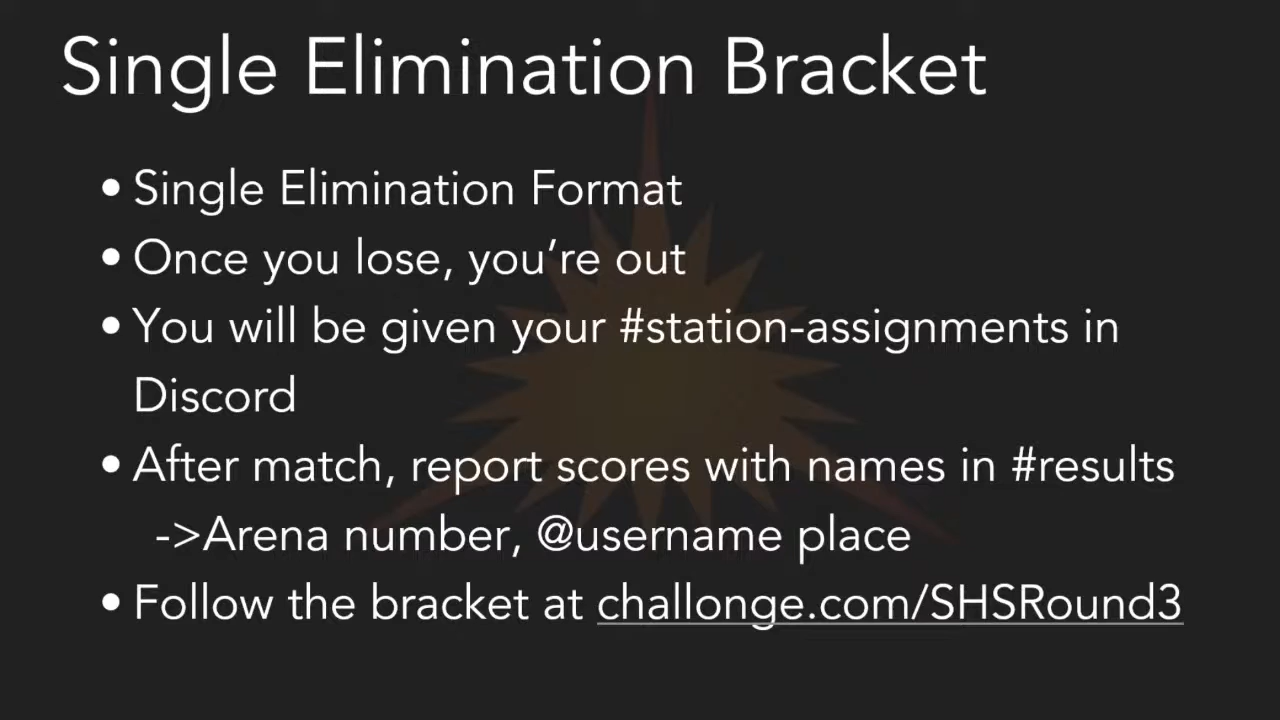 Single Elimination Bracket
• Single Elimination Format
• Once you lose, you’re out
• You will be given your #station-assignments in
Discord
• After match, report scores with names in #results
->Arena number, @username place
• Follow the bracket at challonge.com/SHSRound3